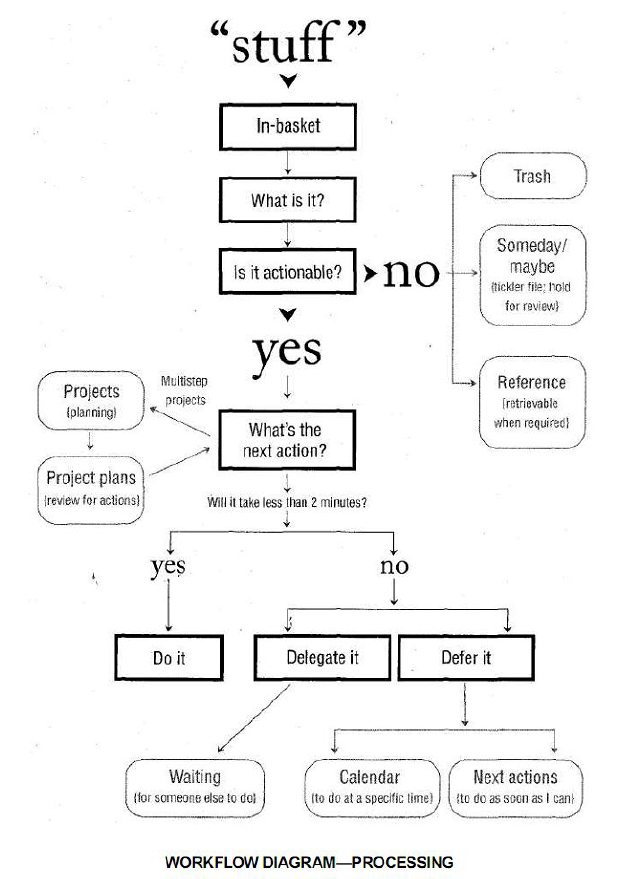 “stuff”
In-basket
What is it?
Is it actionable?
no
Trash
Someday/
maybe
(tickler file; hold
for review)
Reference
(retrievable
when required)
yes
Projects
(planning)
Multistep
projects
What's the
next action?
Project plans
(review for actions)
Will it take less than 2 minutes?
yes
no
Do it
Delegate it
Defer it
Waiting
(for someone else to do)
Calendar
(to do at a specific time)
Next actions
(to do as soon as I can)
WORKFLOW DIAGRAM—PROCESSING